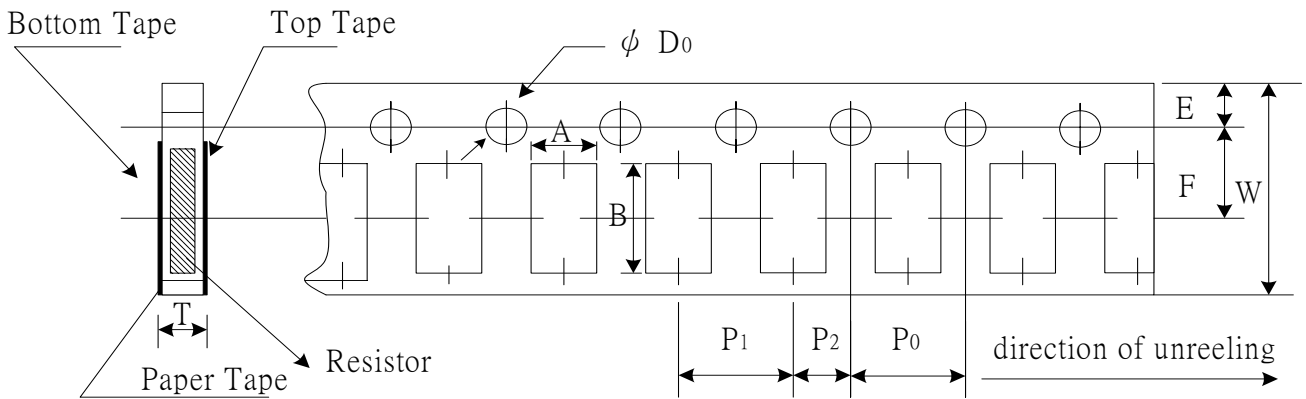 Bottom Tape
Top Tape
φ D0
E
A
F
W
B
T
P1
P2
P0
direction of unreeling
Resistor
Paper Tape